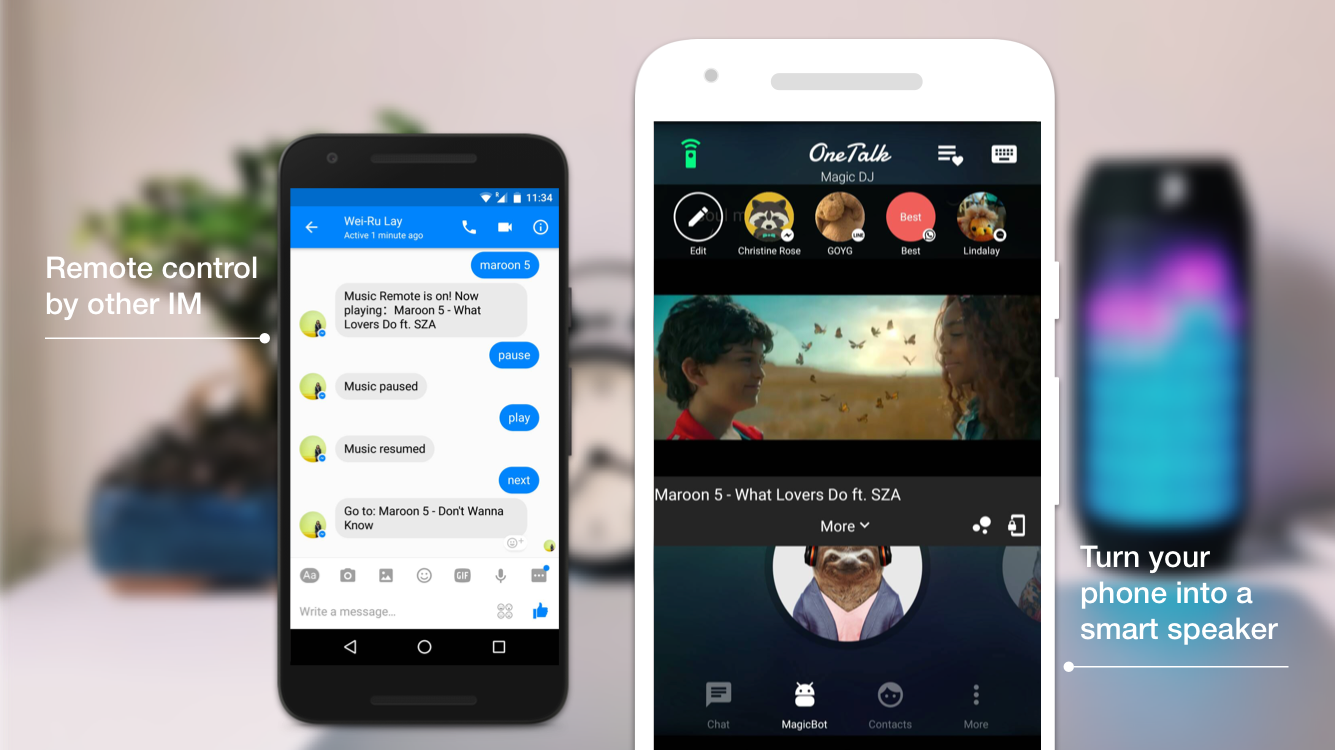 Remote control
by other IM
11:34
Wei-Ru Lay
Active 1 minute ago
maroon 5
Music Remote is on! Now
playing: Maroon 5 - What
Lovers Do ft. SZA
pause
Music paused
play
Music resumed
next
Go to: Maroon 5 - Don't Wanna
Know
Aa
GIF
Write a message...
OneTalk
Magic DJ
Edit
Christine Rose
LINE
GOYG
Best
Best
Lindalay
Maroon 5 - What Lovers Do ft. SZA
More
Chat
MagicBot
Contacts
More
Turn your
phone into a
smart speaker